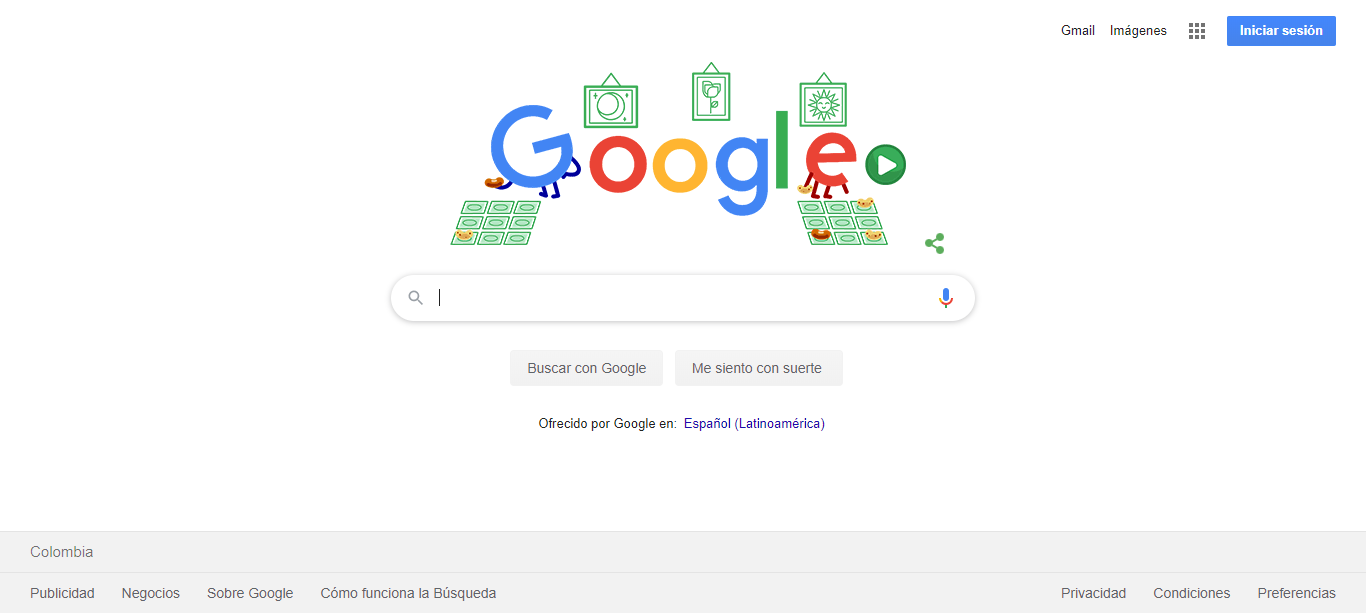 Gmail Imágenes Iniciar sesión
Google
Buscar con Google Me siento con suerte
Ofrecido por Google en: Español (Latinoamérica)
Colombia
Publicidad Negocios Sobre Google Cómo funciona la Búsqueda Privacidad Condiciones Preferencias